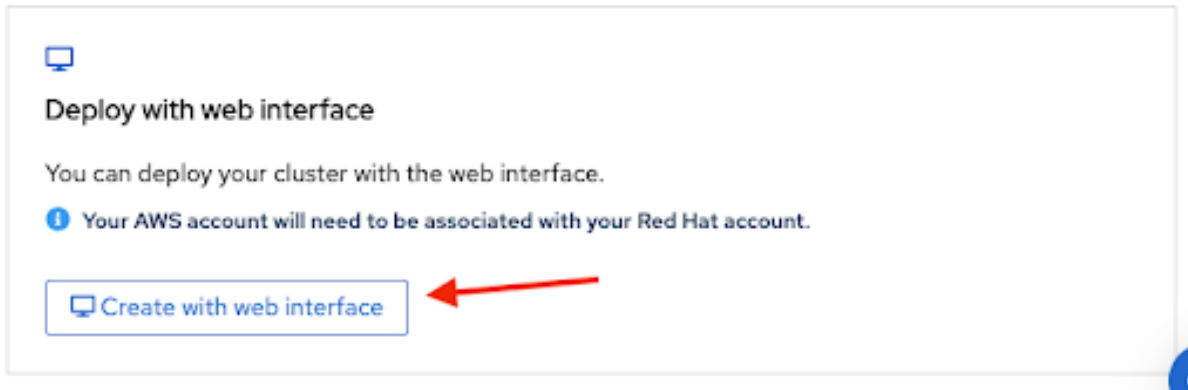 Deploy with web interface
You can deploy your cluster with the web interface.
Your AWS account will need to be associated with your Red Hat account.
Create with web interface